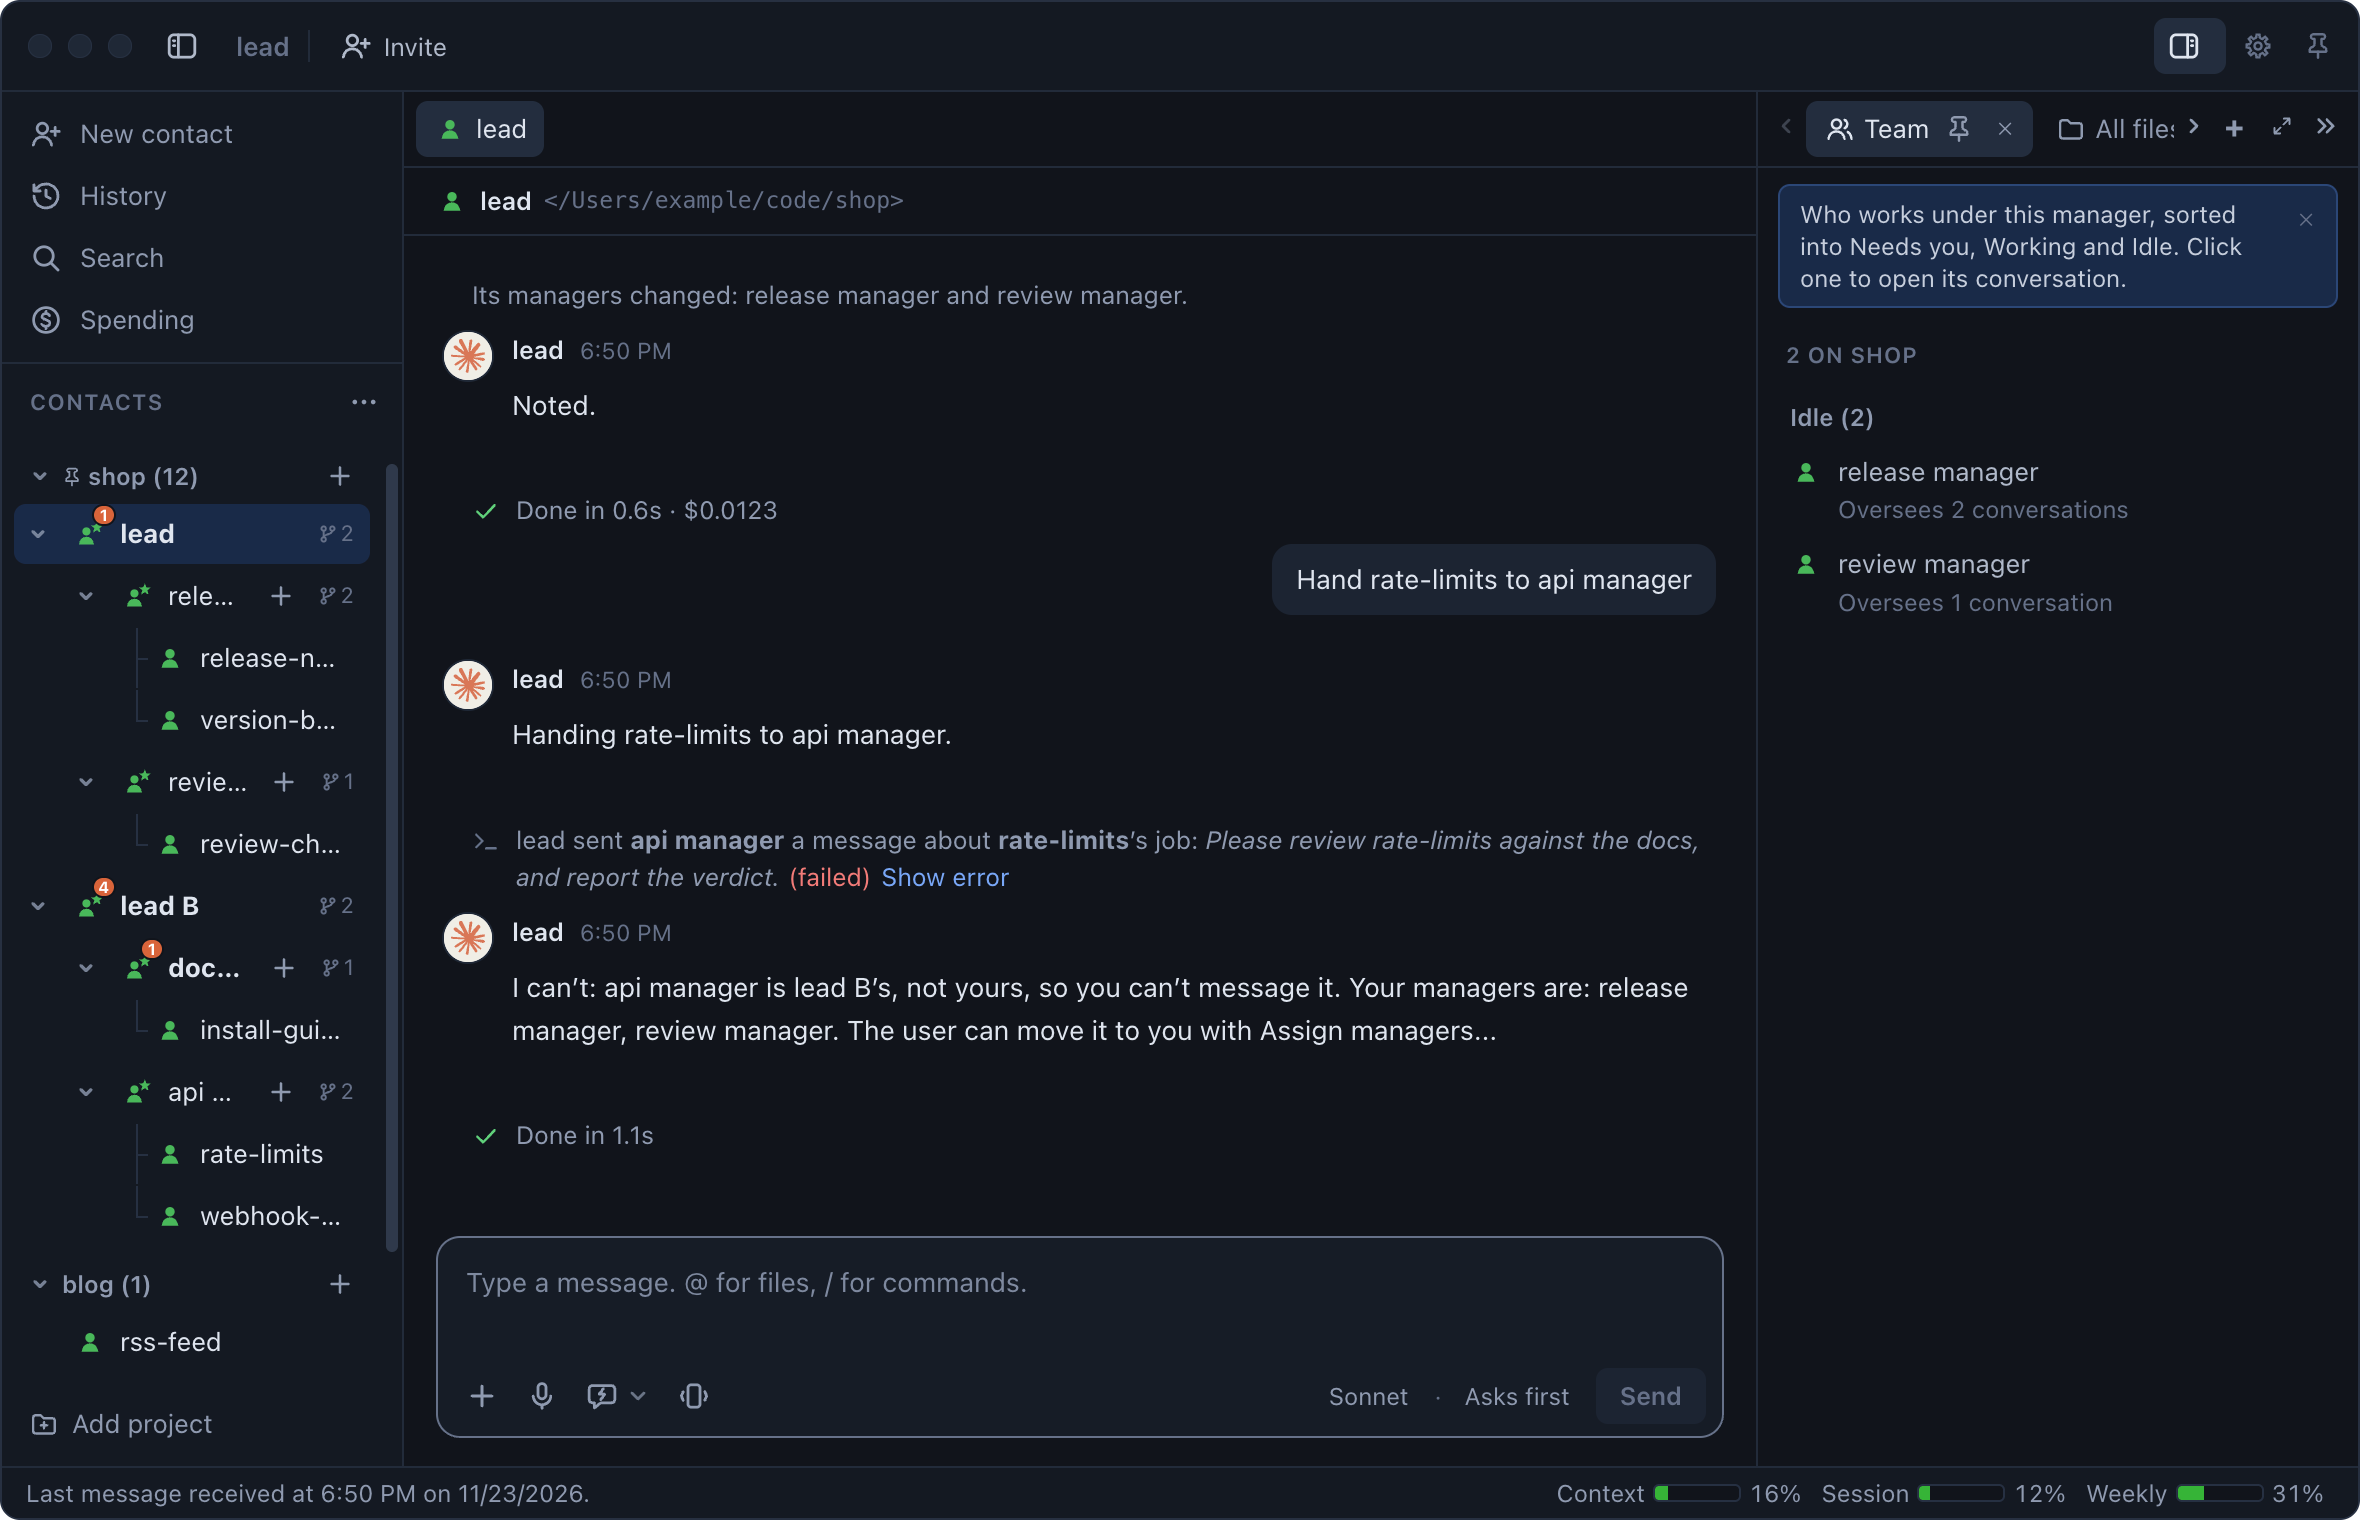 lead
Invite
New contact
History
Search
Spending
CONTACTS
shop (12)
1
lead
2
rele...
2
release-n...
version-b...
revie...
1
review-ch...
4
lead B
2
1
doc...
1
install-gui...
api ...
2
rate-limits
webhook-...
blog (1)
rss-feed
Add project
lead
lead </Users/example/code/shop>
Its managers changed: release manager and review manager.
lead 6:50 PM
Noted.
Done in 0.6s · $0.0123
Hand rate-limits to api manager
lead 6:50 PM
Handing rate-limits to api manager.
lead sent api manager a message about rate-limits's job: Please review rate-limits against the docs,
and report the verdict. (failed) Show error
lead 6:50 PM
I can't: api manager is lead B's, not yours, so you can't message it. Your managers are: release
manager, review manager. The user can move it to you with Assign managers...
Done in 1.1s
Type a message. @ for files, / for commands.
Sonnet · Asks first Send
Team
All files
Who works under this manager, sorted
into Needs you, Working and Idle. Click
one to open its conversation.
2 ON SHOP
Idle (2)
release manager
Oversees 2 conversations
review manager
Oversees 1 conversation
Last message received at 6:50 PM on 11/23/2026.
Context 16% Session 12% Weekly 31%